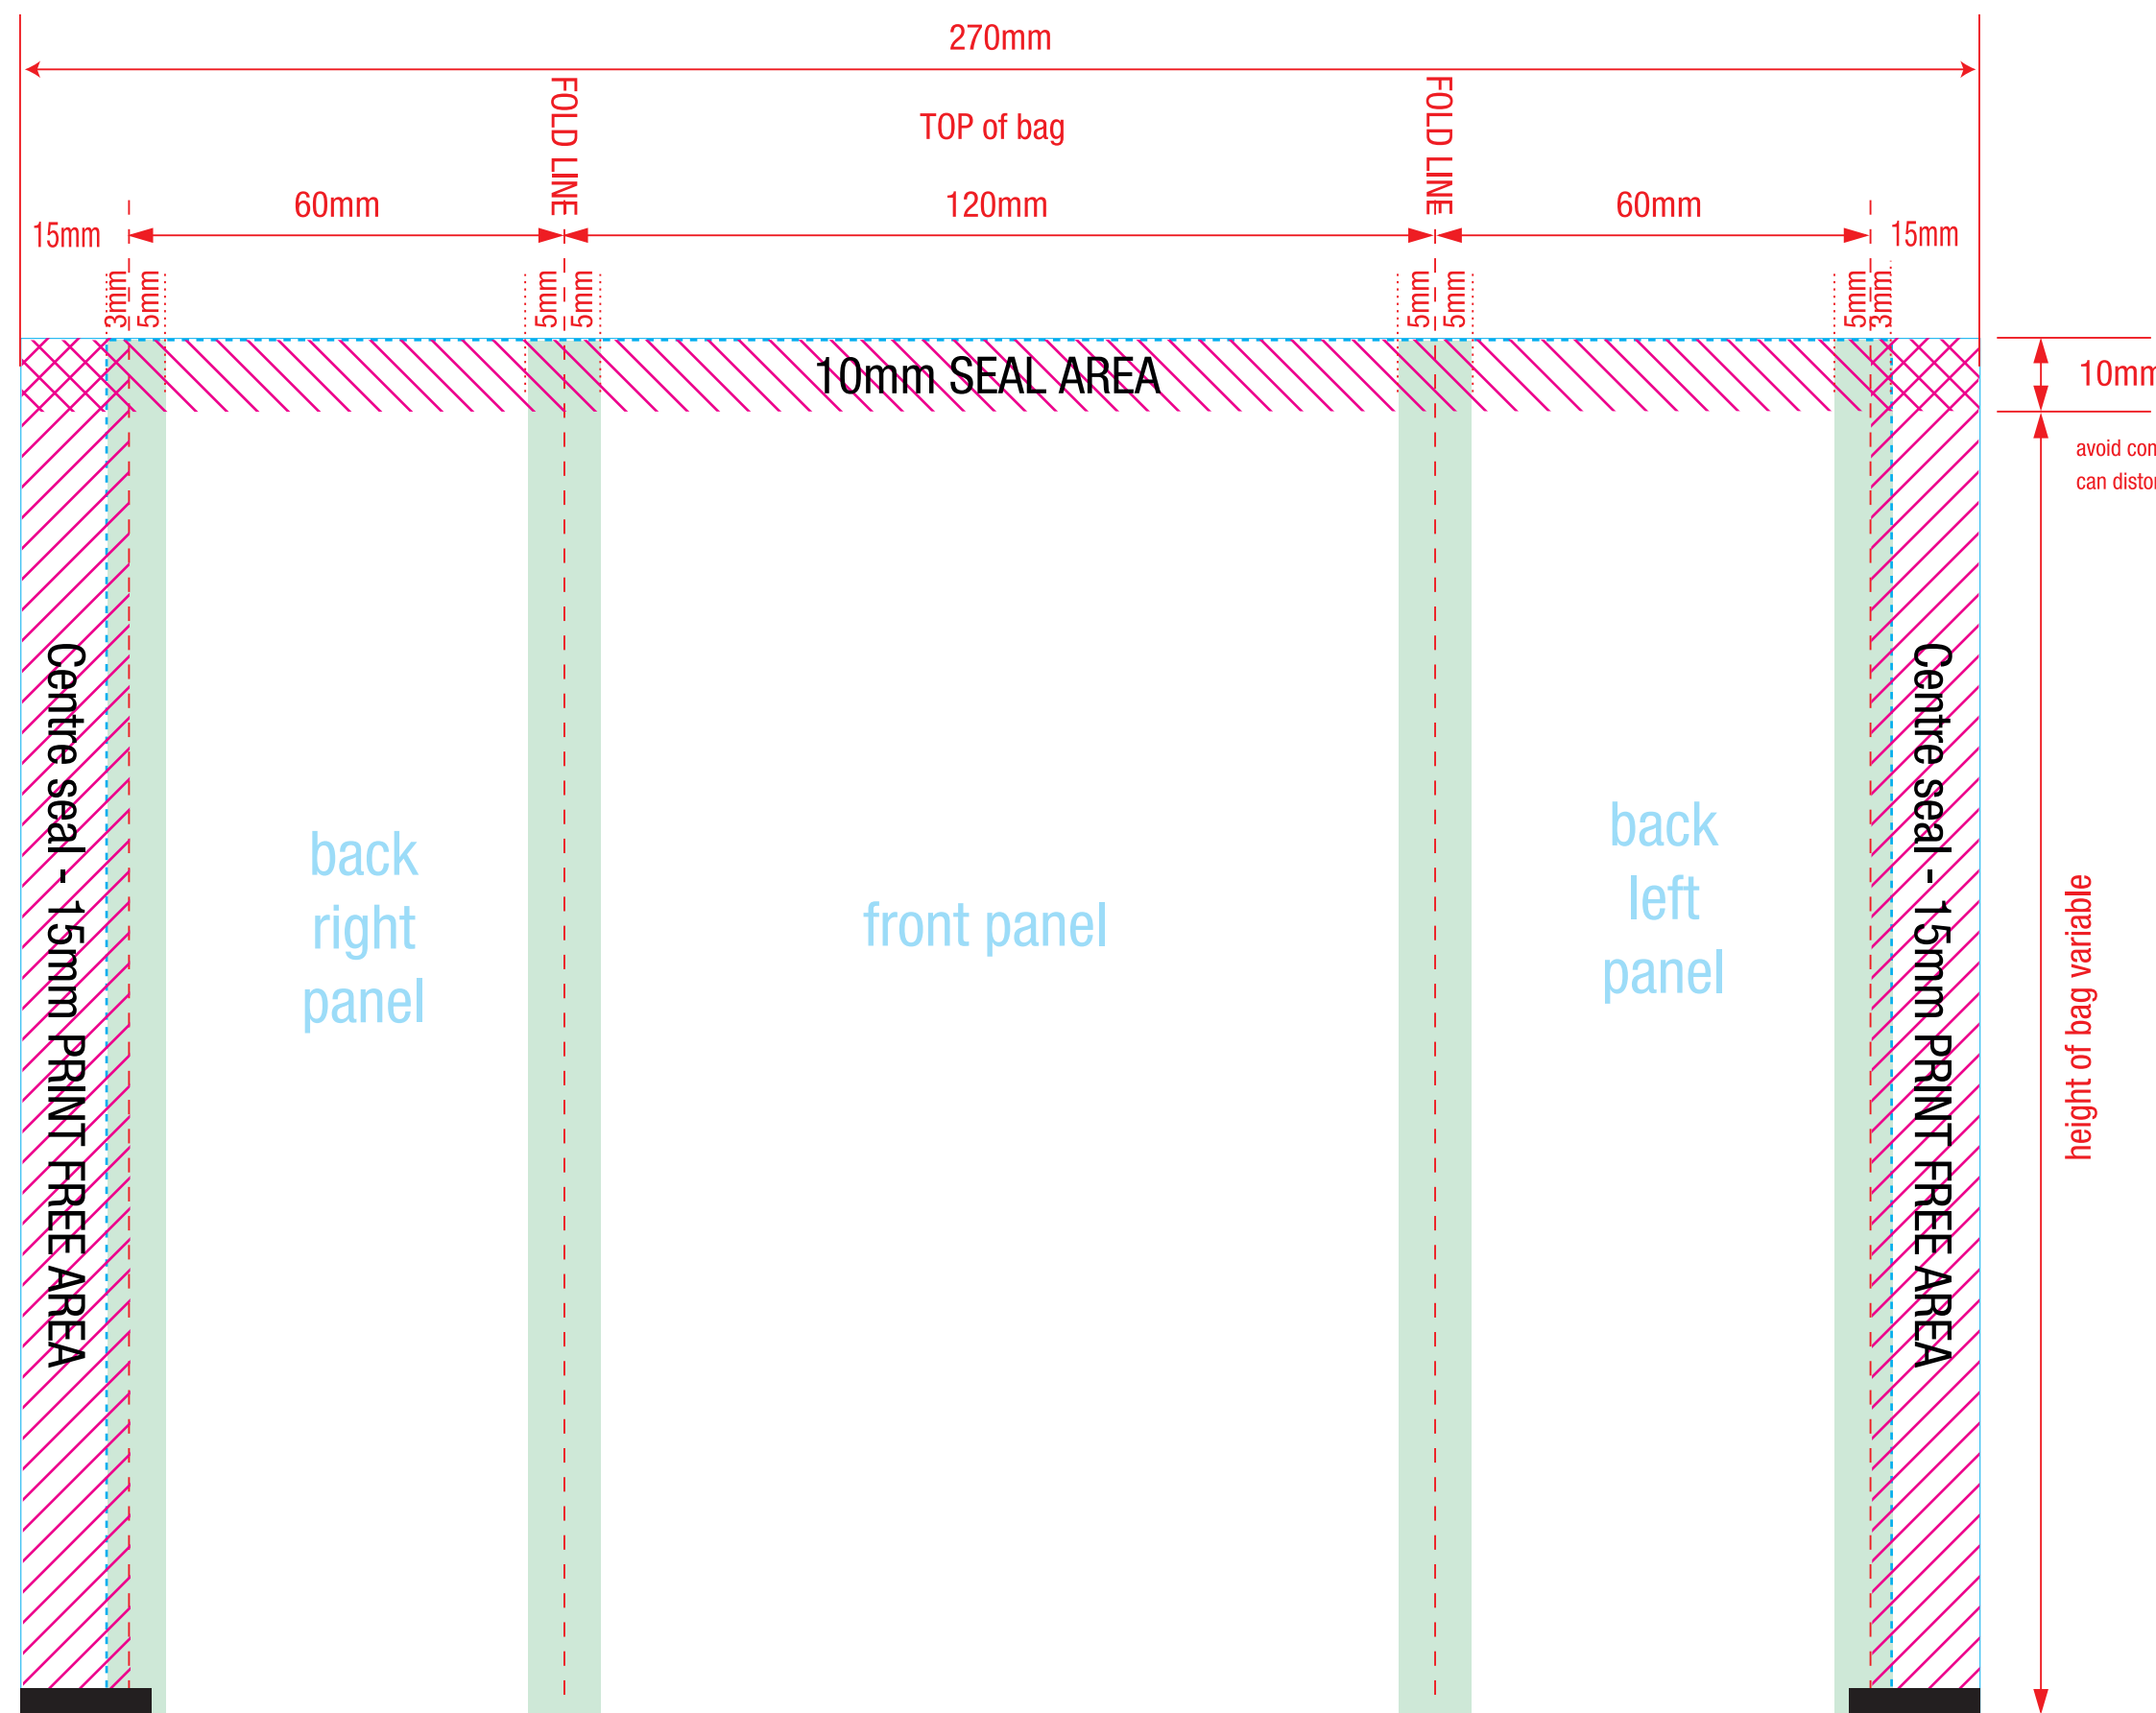 270mm
FOLD LINE
FOLD LINE
TOP of bag
60mm
120mm
60mm
15mm
15mm
3mm
5mm
5mm
5mm
5mm
5mm
5mm
3mm
10mm SEAL AREA
10mm
avoid
can
Centre seal - 15mm PRINT FREE AREA
back
right
panel
front panel
back
left
panel
Centre seal - 15mm PRINT FREE AREA
height of bag variable